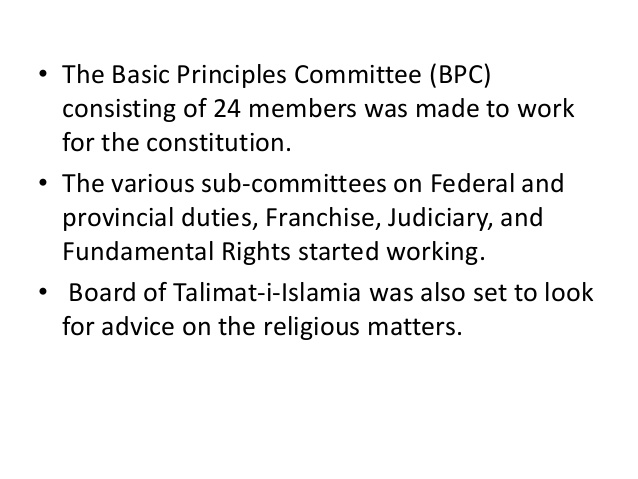 • The Basic Principles Committee (BPC)
consisting of 24 members was made to work
for the constitution.
• The various sub-committees on Federal and
provincial duties, Franchise, Judiciary, and
Fundamental Rights started working.
• Board of Talimat-i-Islamia was also set to look
for advice on the religious matters.